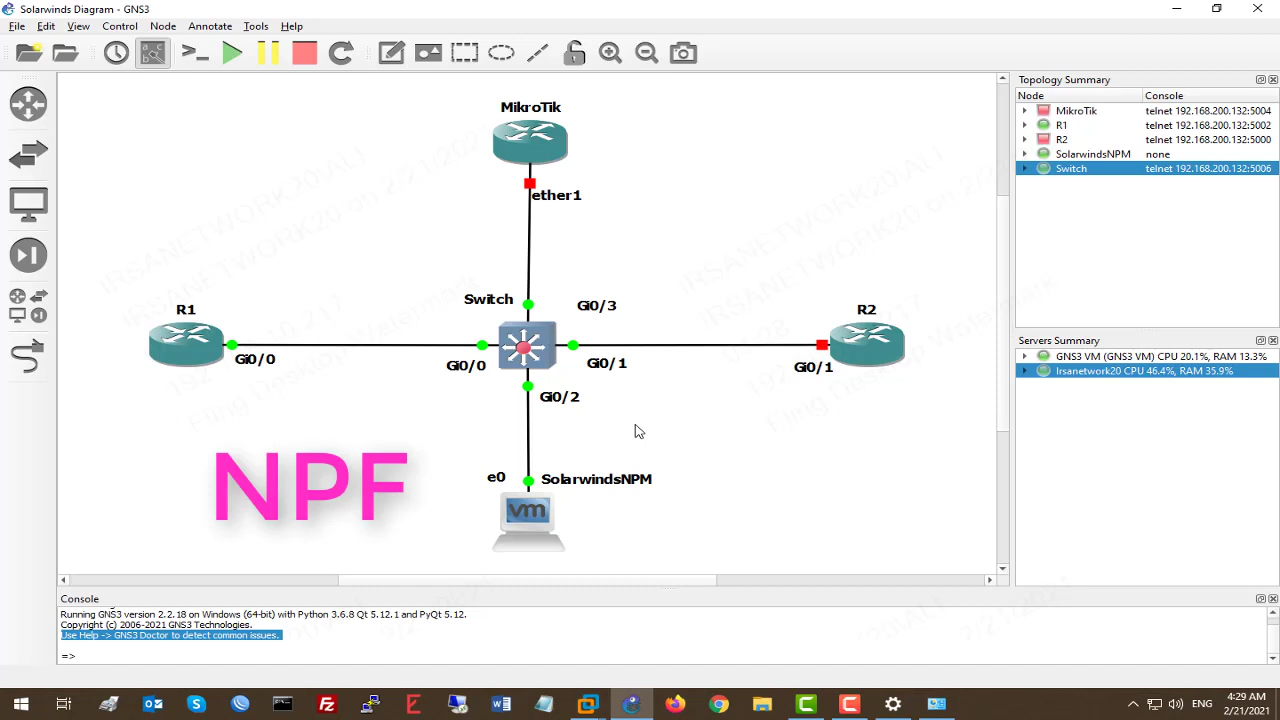 Solarwinds Diagram - GNS3
File Edit View Control Node Annotate Tools Help
Topology Summary
Node Console
MikroTik telnet 192.168.200.132:5004
R1 telnet 192.168.200.132:5002
R2 telnet 192.168.200.132:5000
SolarwindsNPM none
Switch telnet 192.168.200.132:5006
Servers Summary
GNS3 VM (GNS3 VM) CPU 20.1%, RAM 13.3%
Irsanetwork20 CPU 46.4%, RAM 35.9%
MikroTik
ether1
Switch
Gi0/3
R1
Gi0/0
Gi0/0
Gi0/1
R2
Gi0/1
Gi0/2
e0
SolarwindsNPM
vm
NPF
Console
Running GNS3 version 2.2.18 on Windows (64-bit) with Python 3.6.8 Qt 5.12.1 and PyQt 5.12.
Copyright (c) 2006-2021 GNS3 Technologies.
Use Help -> GNS3 Doctor to detect common issues.
=>
ENG
4:29 AM
2/21/2021